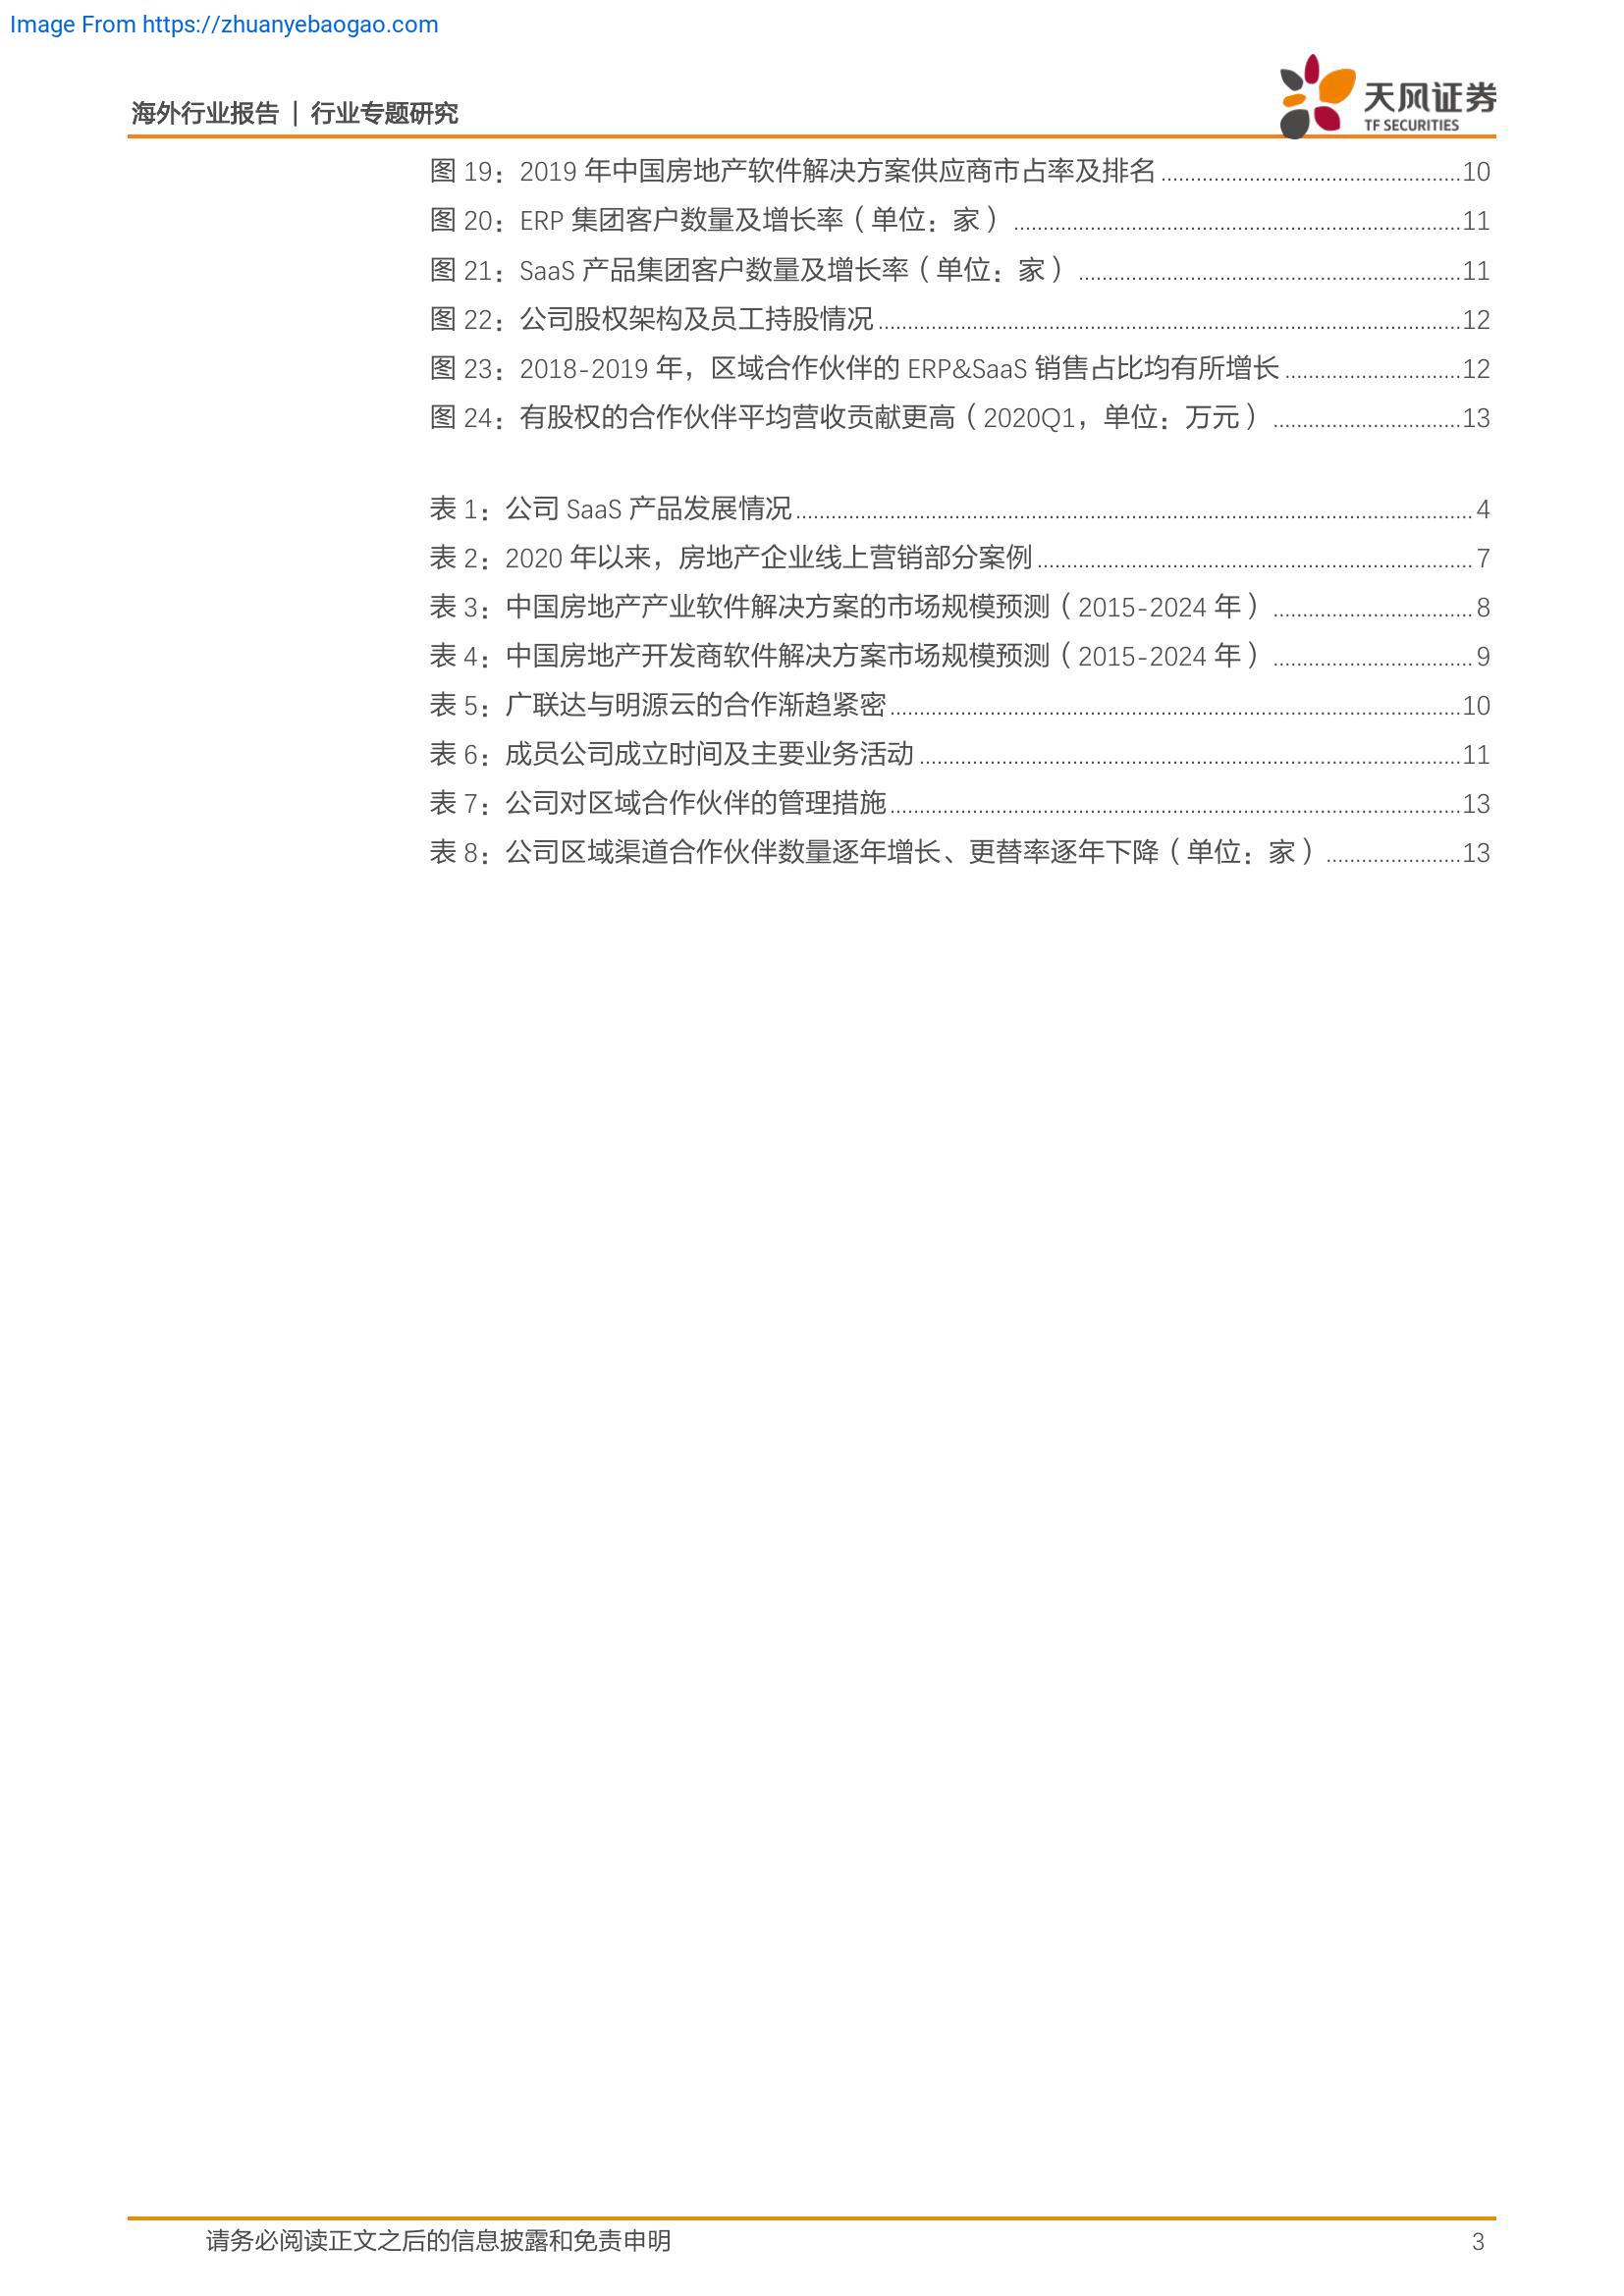 Image From https://zhuanyebaogao.com
海外行业报告 | 行业专题研究
天风证券
TF SECURITIES
图 19：2019 年中国房地产软件解决方案供应商市占率及排名 10
图 20：ERP 集团客户数量及增长率（单位：家） 11
图 21：SaaS 产品集团客户数量及增长率（单位：家） 11
图 22：公司股权架构及员工持股情况 12
图 23：2018-2019 年，区域合作伙伴的 ERP&SaaS 销售占比均有所增长 12
图 24：有股权的合作伙伴平均营收贡献更高（2020Q1，单位：万元） 13
表 1：公司 SaaS 产品发展情况 4
表 2：2020 年以来，房地产企业线上营销部分案例 7
表 3：中国房地产产业软件解决方案的市场规模预测（2015-2024 年） 8
表 4：中国房地产开发商软件解决方案市场规模预测（2015-2024 年） 9
表 5：广联达与明源云的合作渐趋紧密 10
表 6：成员公司成立时间及主要业务活动 11
表 7：公司对区域合作伙伴的管理措施 13
表 8：公司区域渠道合作伙伴数量逐年增长、更替率逐年下降（单位：家） 13
请务必阅读正文之后的信息披露和免责申明 3